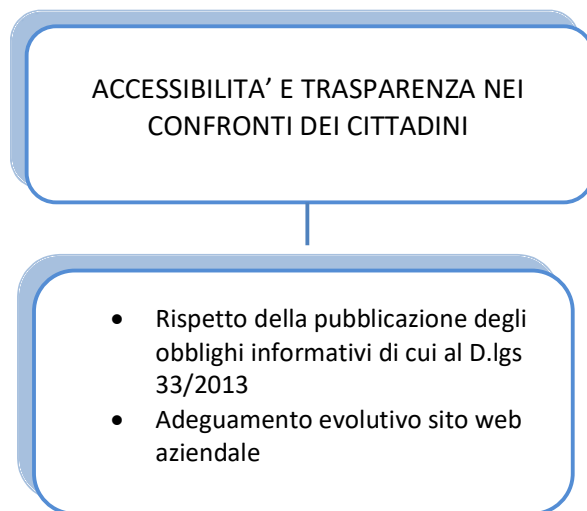 ACCESSIBILITA’ E TRASPARENZA NEI
CONFRONTI DEI CITTADINI
• Rispetto della pubblicazione degli
obblighi informativi di cui al D.lgs
33/2013
• Adeguamento evolutivo sito web
aziendale